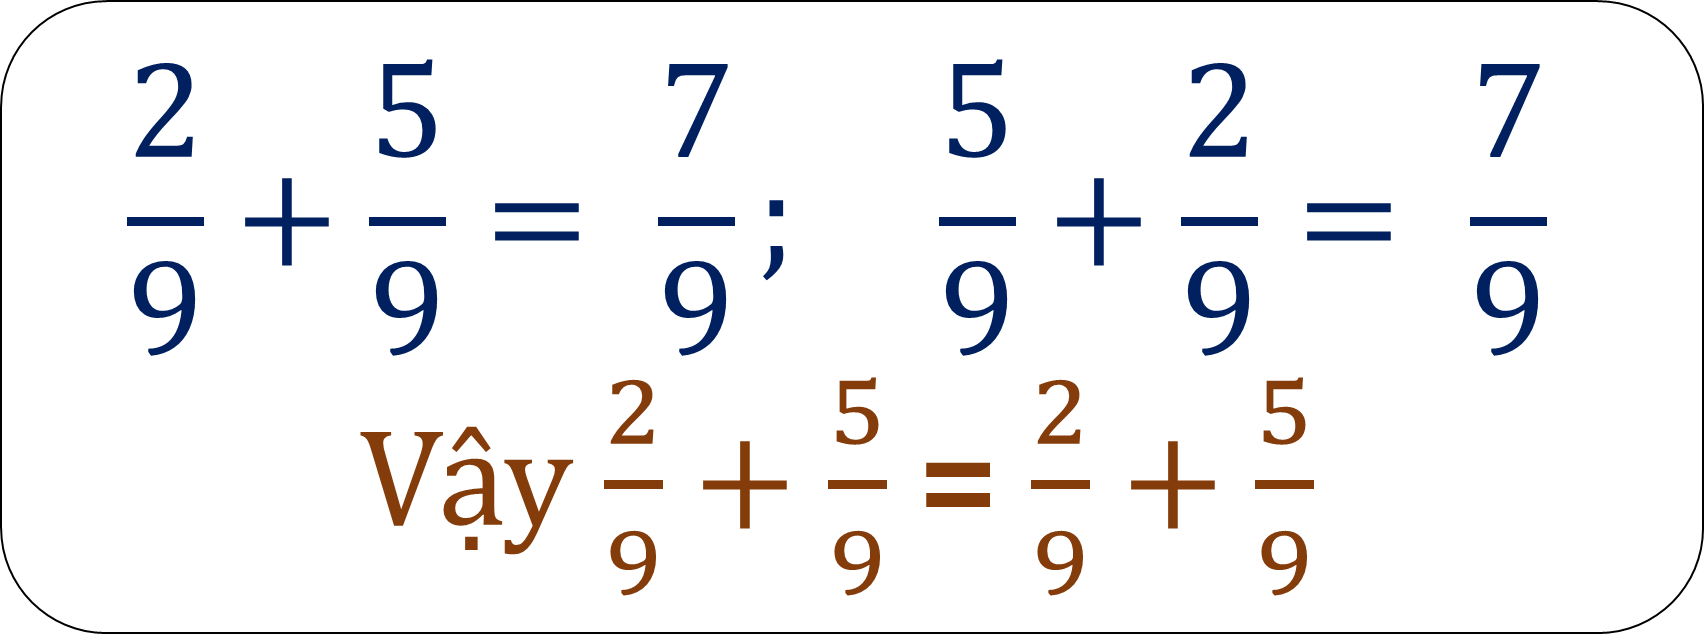 2/9 + 5/9 = 7/9 ; 5/9 + 2/9 = 7/9
Vậy 2/9 + 5/9 = 2/9 + 5/9